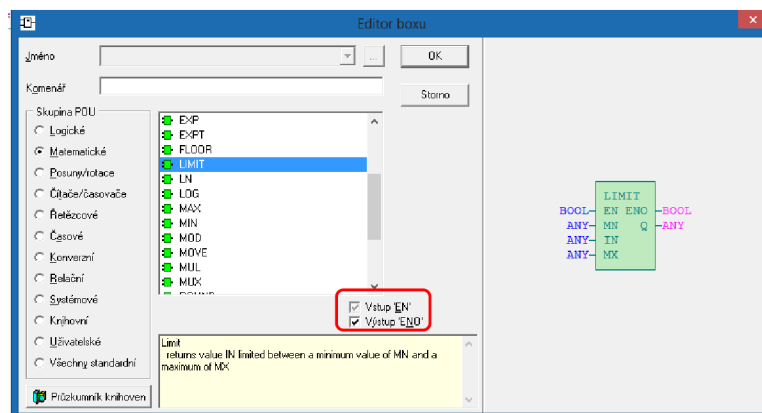 Editor boxu
Jméno
...
OK
Komenář
Storno
Skupina POU
Logické
Matematické
Posuny/rotace
Čítače/časovače
Řetězcové
Časové
Konverzní
Relační
Systémové
Knihovní
Uživatelské
Všechny standardní
EXP
EXPT
FLOOR
LIMIT
LN
LOG
MAX
MIN
MOD
MOVE
MUL
MUX
Vstup 'EN'
Výstup 'ENO'
Limit
returns value IN limited between a minimum value of MN and a
maximum of MX
Průzkumník knihoven
LIMIT
BOOL EN ENO BOOL
ANY MN Q ANY
ANY IN
ANY MX